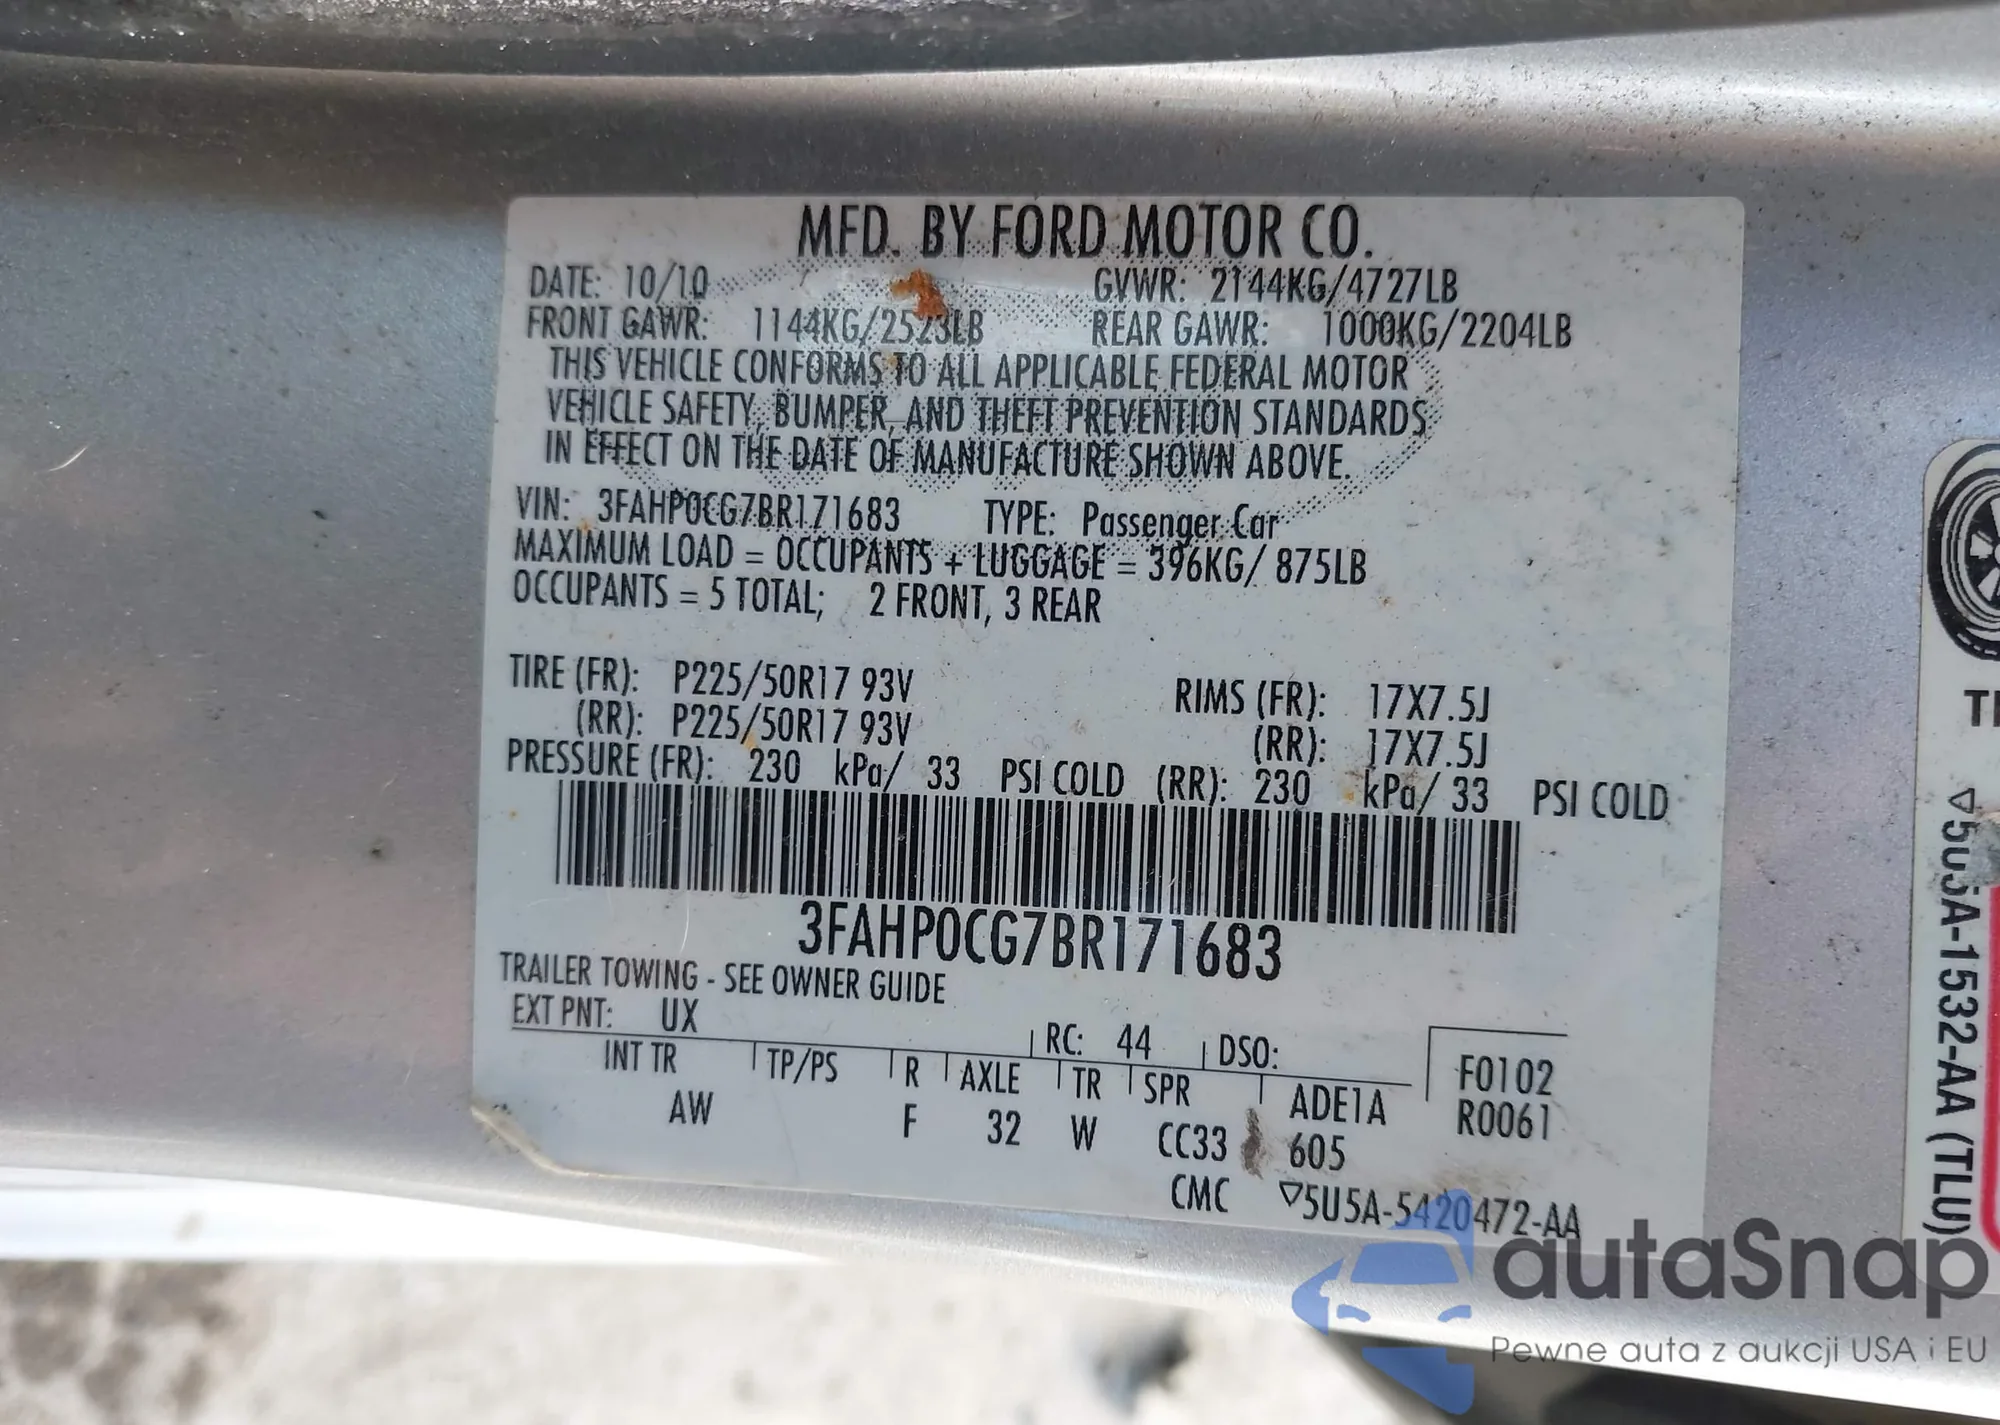 MFD. BY FORD MOTOR CO.
DATE: 10/10 GVWR: 2144KG/4727LB
FRONT GAWR: 1144KG/2523LB REAR GAWR: 1000KG/2204LB
THIS VEHICLE CONFORMS TO ALL APPLICABLE FEDERAL MOTOR
VEHICLE SAFETY, BUMPER, AND THEFT PREVENTION STANDARDS
IN EFFECT ON THE DATE OF MANUFACTURE SHOWN ABOVE.
VIN: 3FAHP0CG7BR171683 TYPE: Passenger Car
MAXIMUM LOAD = OCCUPANTS + LUGGAGE = 396KG/ 875LB
OCCUPANTS = 5 TOTAL; 2 FRONT, 3 REAR
TIRE (FR): P225/50R17 93V RIMS (FR): 17X7.5J
(RR): P225/50R17 93V (RR): 17X7.5J
PRESSURE (FR): 230 kPa/ 33 PSI COLD (RR): 230 kPa/ 33 PSI COLD
3FAHP0CG7BR171683
TRAILER TOWING - SEE OWNER GUIDE
EXT PNT: UX RC: 44 DSO:
INT TR TP/PS R AXLE TR SPR ADE1A F0102
AW F 32 W CC33 605 R0061
CMC ▽5U5A-5420472-AA
▽5U5A-1532-AA (TLU)
autaSnap
Pewne auta z aukcji USA i EU